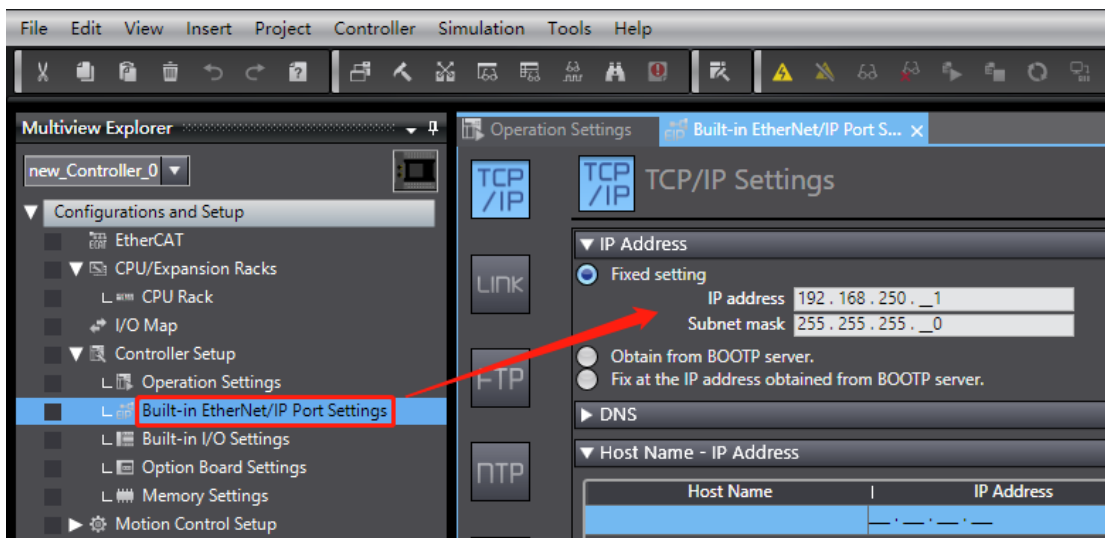 File Edit View Insert Project Controller Simulation Tools Help
Multiview Explorer
new_Controller_0
Configurations and Setup
EtherCAT
CPU/Expansion Racks
CPU Rack
I/O Map
Controller Setup
Operation Settings
Built-in EtherNet/IP Port Settings
Built-in I/O Settings
Option Board Settings
Memory Settings
Motion Control Setup
Operation Settings
Built-in EtherNet/IP Port S...
TCP
/IP
LINK
FTP
NTP
TCP
/IP
TCP/IP Settings
IP Address
Fixed setting
IP address 192 . 168 . 250 . __1
Subnet mask 255 . 255 . 255 . __0
Obtain from BOOTP server.
Fix at the IP address obtained from BOOTP server.
DNS
Host Name - IP Address
Host Name | IP Address